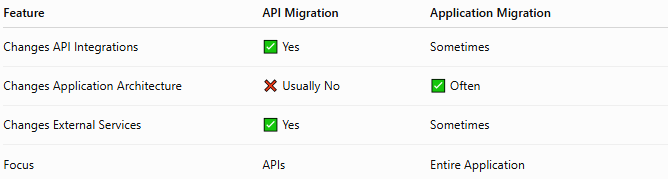 Feature API Migration Application Migration
Changes API Integrations ✅ Yes Sometimes
Changes Application Architecture ❌ Usually No ✅ Often
Changes External Services ✅ Yes Sometimes
Focus APIs Entire Application